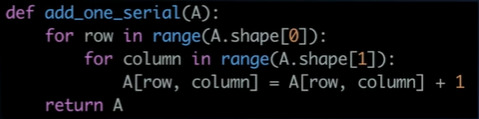 def add_one_serial(A):
    for row in range(A.shape[0]):
        for column in range(A.shape[1]):
            A[row, column] = A[row, column] + 1
    return A